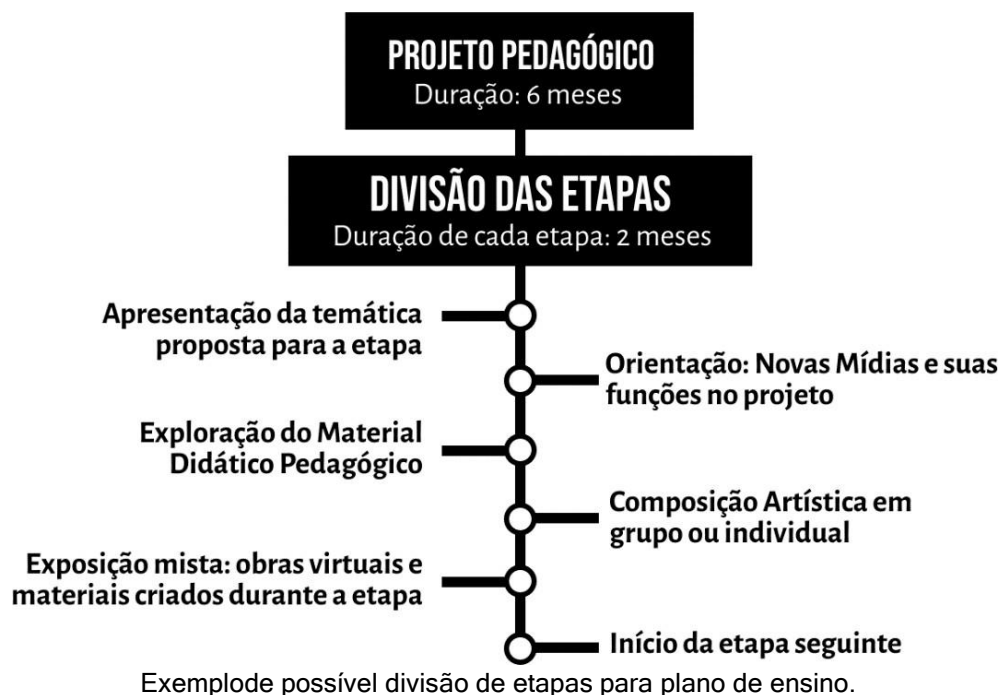 PROJETO PEDAGÓGICO
Duração: 6 meses
DIVISÃO DAS ETAPAS
Duração de cada etapa: 2 meses
Apresentação da temática
proposta para a etapa
Orientação: Novas Mídias e suas
funções no projeto
Exploração do Material
Didático Pedagógico
Composição Artística em
grupo ou individual
Exposição mista: obras virtuais e
materiais criados durante a etapa
Início da etapa seguinte
Exemplode possível divisão de etapas para plano de ensino.